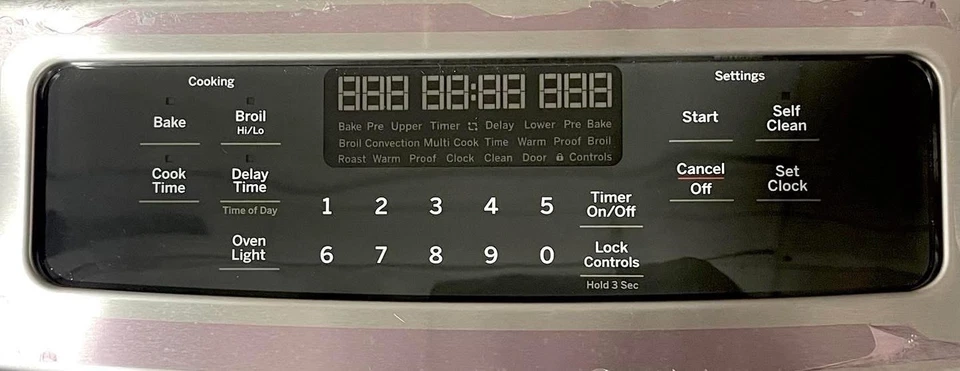 Cooking
Settings
Bake
Broil
Hi/Lo
Cook
Time
Delay
Time
Time of Day
Oven
Light
888 88:88 888
Bake Pre Upper Timer Delay Lower Pre Bake
Broil Convection Multi Cook Time Warm Proof Broil
Roast Warm Proof Clock Clean Door Controls
1 2 3 4 5
6 7 8 9 0
Timer
On/Off
Lock
Controls
Hold 3 Sec
Start
Self
Clean
Cancel
Off
Set
Clock